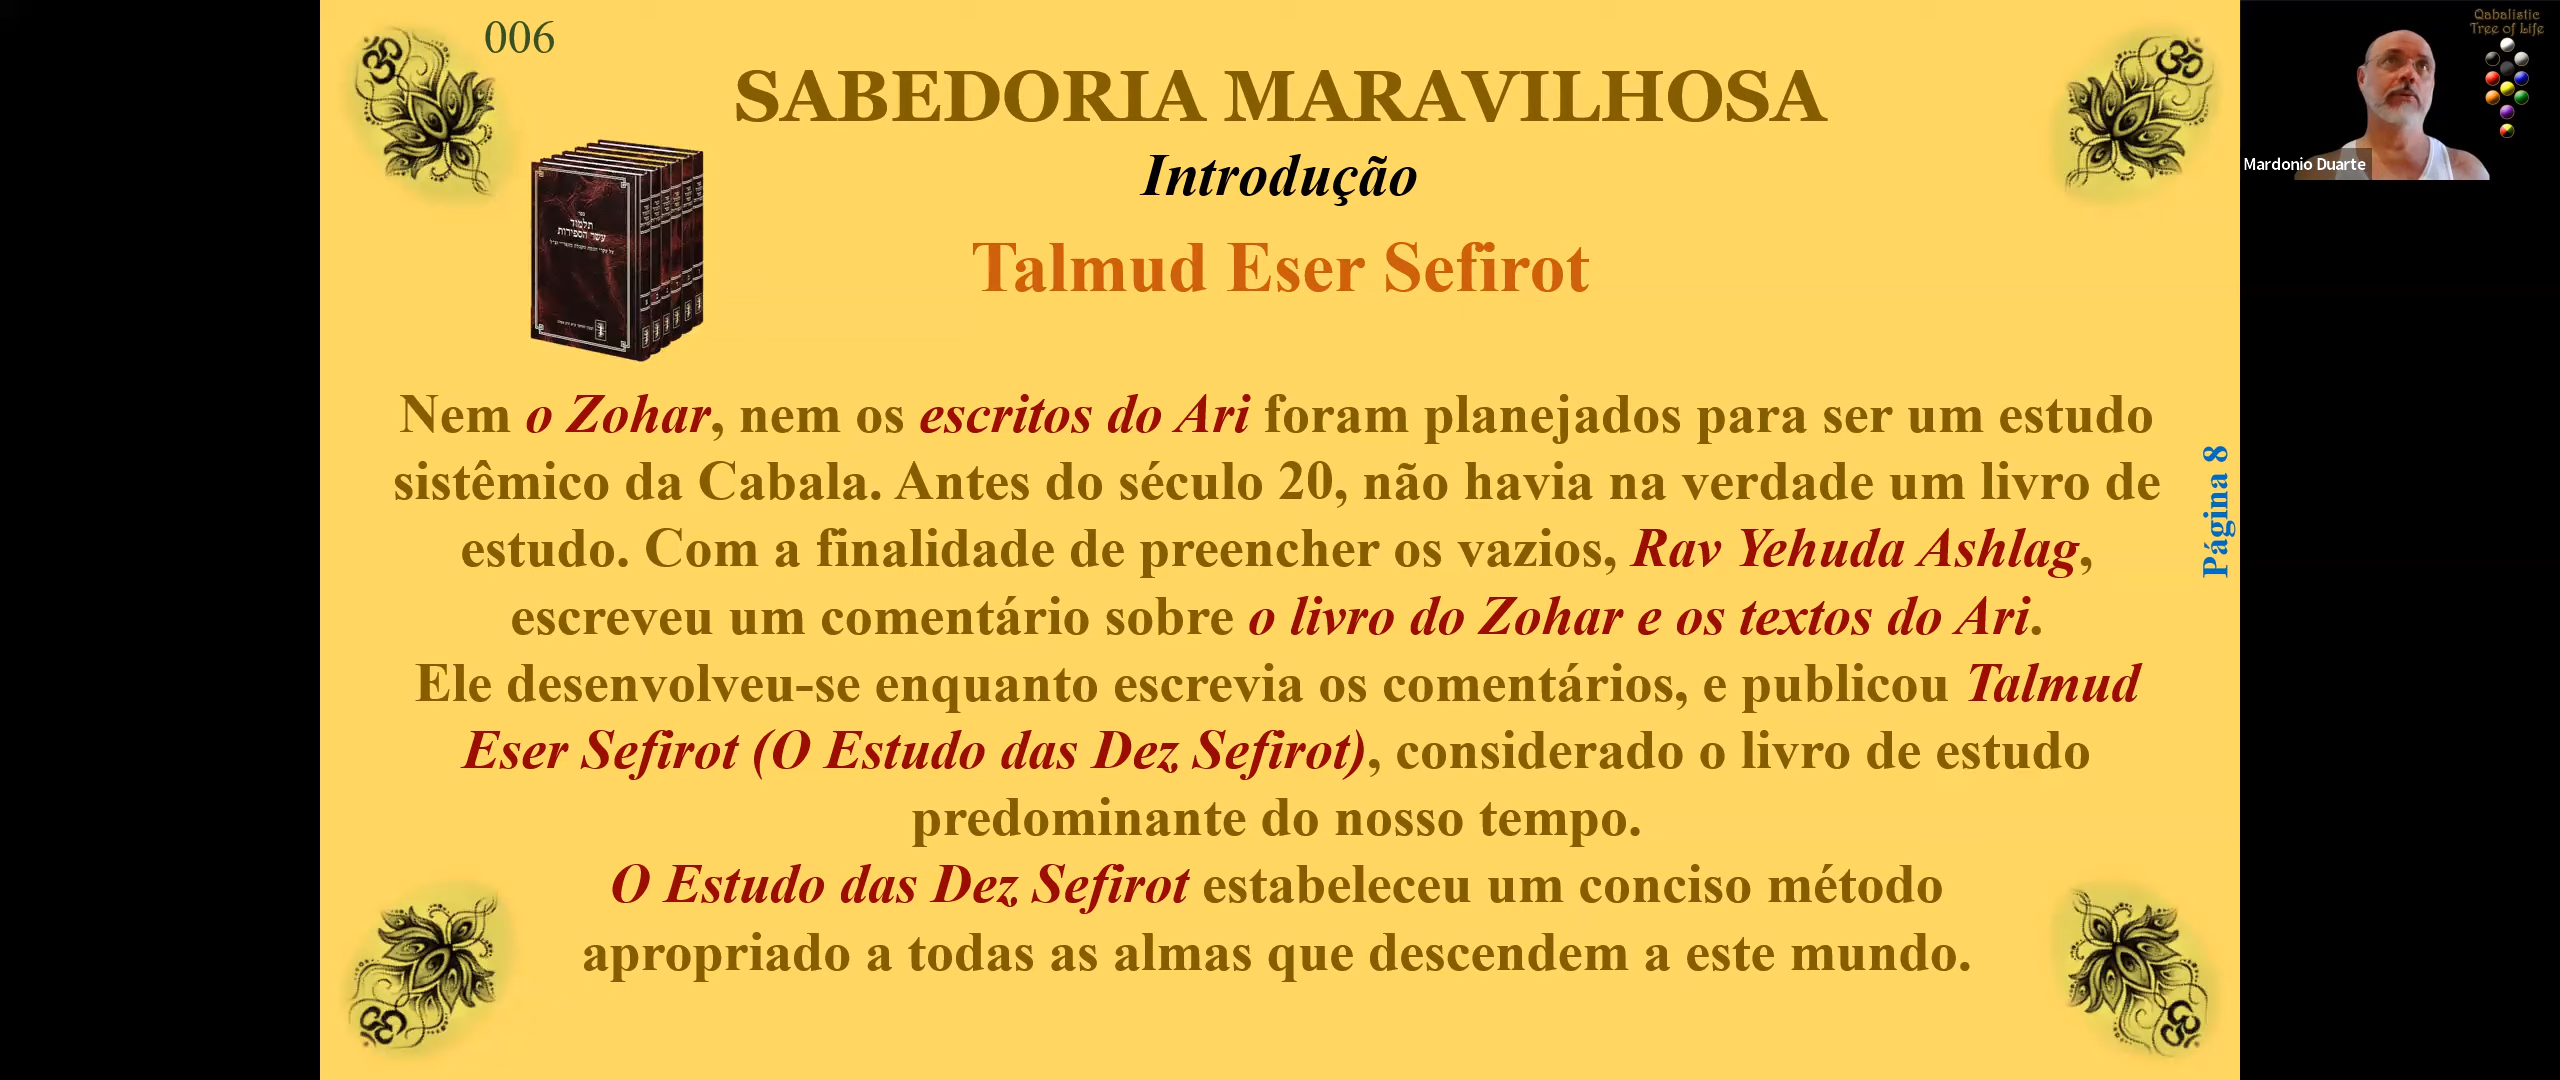 006
SABEDORIA MARAVILHOSA
Introdução
Talmud Eser Sefirot
תלמוד
עשר הספירות
Nem o Zohar, nem os escritos do Ari foram planejados para ser um estudo
sistêmico da Cabala. Antes do século 20, não havia na verdade um livro de
estudo. Com a finalidade de preencher os vazios, Rav Yehuda Ashlag,
escreveu um comentário sobre o livro do Zohar e os textos do Ari.
Ele desenvolveu-se enquanto escrevia os comentários, e publicou Talmud
Eser Sefirot (O Estudo das Dez Sefirot), considerado o livro de estudo
predominante do nosso tempo.
O Estudo das Dez Sefirot estabeleceu um conciso método
apropriado a todas as almas que descendem a este mundo.
Página 8
Qabalistic
Tree of Life
Mardonio Duarte